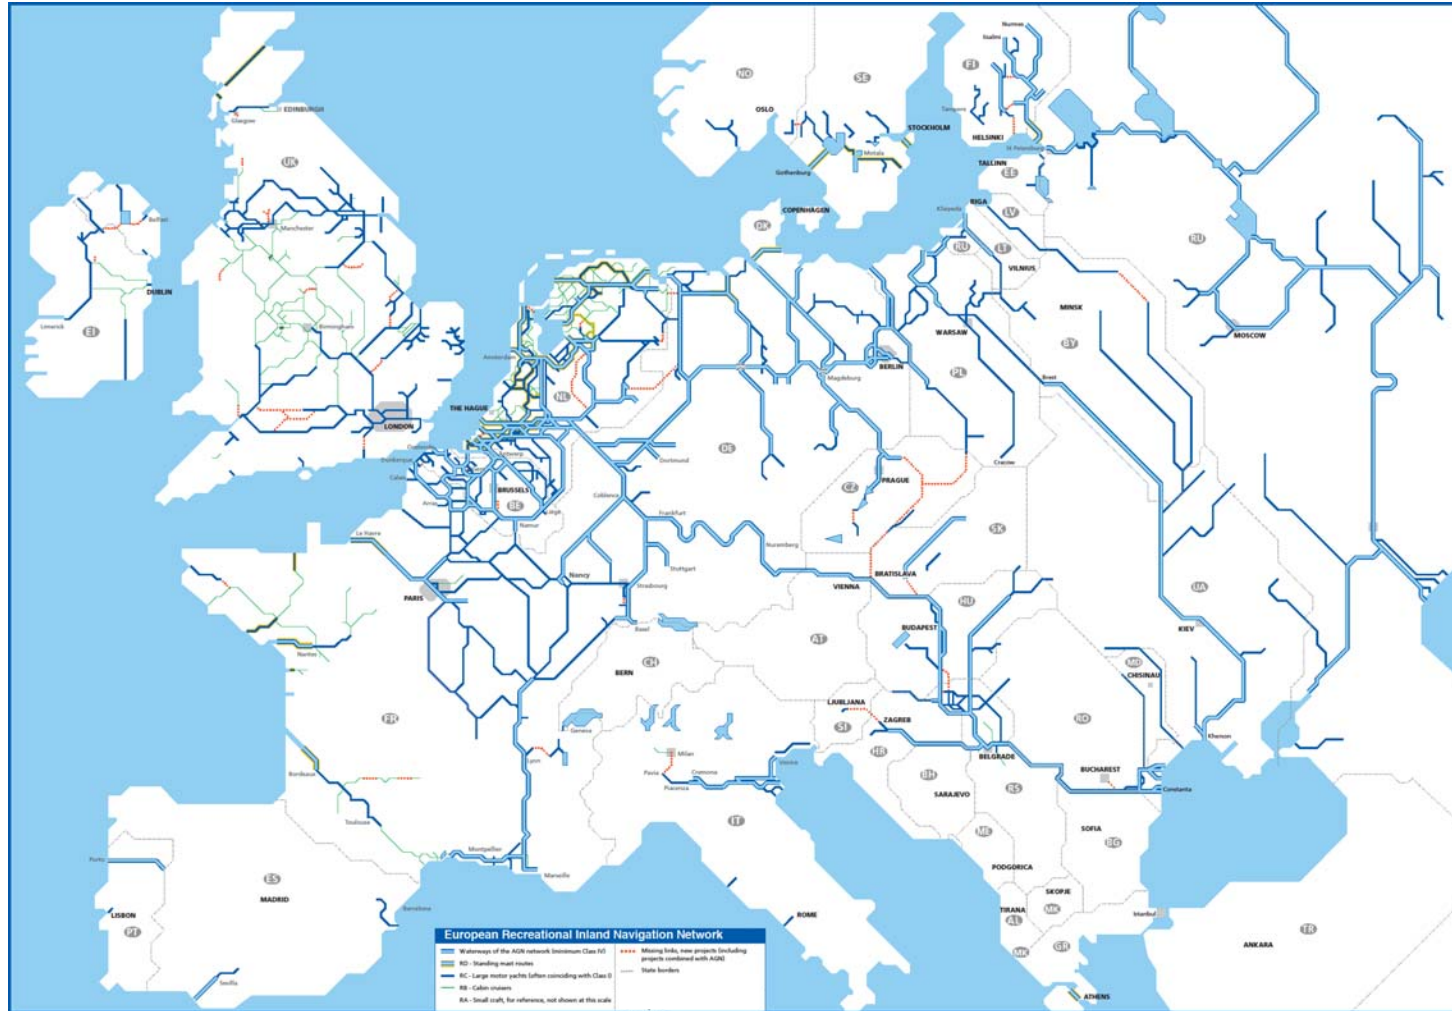 Nurmes
Iisalmi
NO
SE
FI
OSLO
Tampere
EDINBURGH
Glasgow
STOCKHOLM
HELSINKI
St Petersburg
Motala
UK
TALLINN
EE
Gothenburg
RIGA
Klaypeda
LV
COPENHAGEN
DK
Belfast
Manchester
RU
LT
RU
VILNIUS
DUBLIN
MINSK
Limerick
EI
Birmingham
WARSAW
MOSCOW
BY
Amsterdam
BERLIN
PL
Magdeburg
Brest
NL
THE HAGUE
LONDON
DE
Antwerp
Dunkerque
Dortmund
Cracow
Calais
PRAGUE
CZ
BRUSSELS
Coblence
BE
Arras
Liège
Frankfurt
Namur
SK
Le Havre
Nuremberg
Stuttgart
Nancy
BRATISLAVA
Strasbourg
VIENNA
UA
PARIS
HU
Basel
BUDAPEST
KIEV
AT
Nantes
CH
MD
BERN
CHISINAU
LJUBLJANA
FR
ZAGREB
RO
SI
Geneva
Kherson
HR
Milan
BELGRADE
Lyon
Venice
Bordeaux
Pavia
Cremona
BUCHAREST
BH
Piacenza
RS
Constanta
SARAJEVO
Toulouse
IT
ME
SOFIA
BG
Montpellier
Porto
PODGORICA
Marseille
ES
SKOPJE
MADRID
Barcelona
TIRANA
MK
LISBON
ROME
Istanbul
AL
PT
TR
European Recreational Inland Navigation Network
GR
ANKARA
MK
Waterways of the AGN network (minimum Class IV)
Missing links, new projects (including
projects combined with AGN)
RD - Standing mast routes
State borders
RC - Large motor yachts (often coinciding with Class I)
Sevilla
RB - Cabin cruisers
ATHENS
RA - Small craft, for reference, not shown at this scale